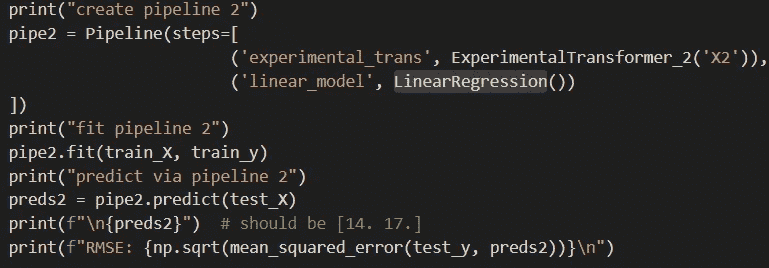 print("create pipeline 2")
pipe2 = Pipeline(steps=[
                       ('experimental_trans', ExperimentalTransformer_2('X2')),
                       ('linear_model', LinearRegression())
])
print("fit pipeline 2")
pipe2.fit(train_X, train_y)
print("predict via pipeline 2")
preds2 = pipe2.predict(test_X)
print(f"\n{preds2}")  # should be [14. 17.]
print(f"RMSE: {np.sqrt(mean_squared_error(test_y, preds2))}\n")